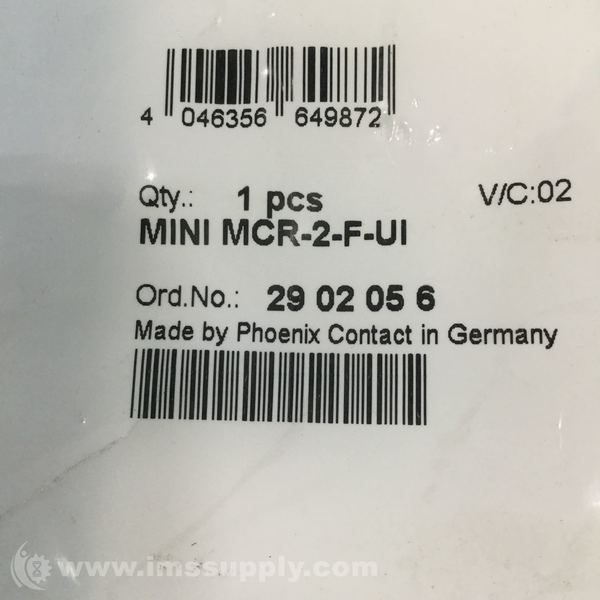 4 046356 649872
Qty.: 1 pcs V/C:02
MINI MCR-2-F-UI
Ord.No.: 29 02 05 6
Made by Phoenix Contact in Germany
www.imssupply.com